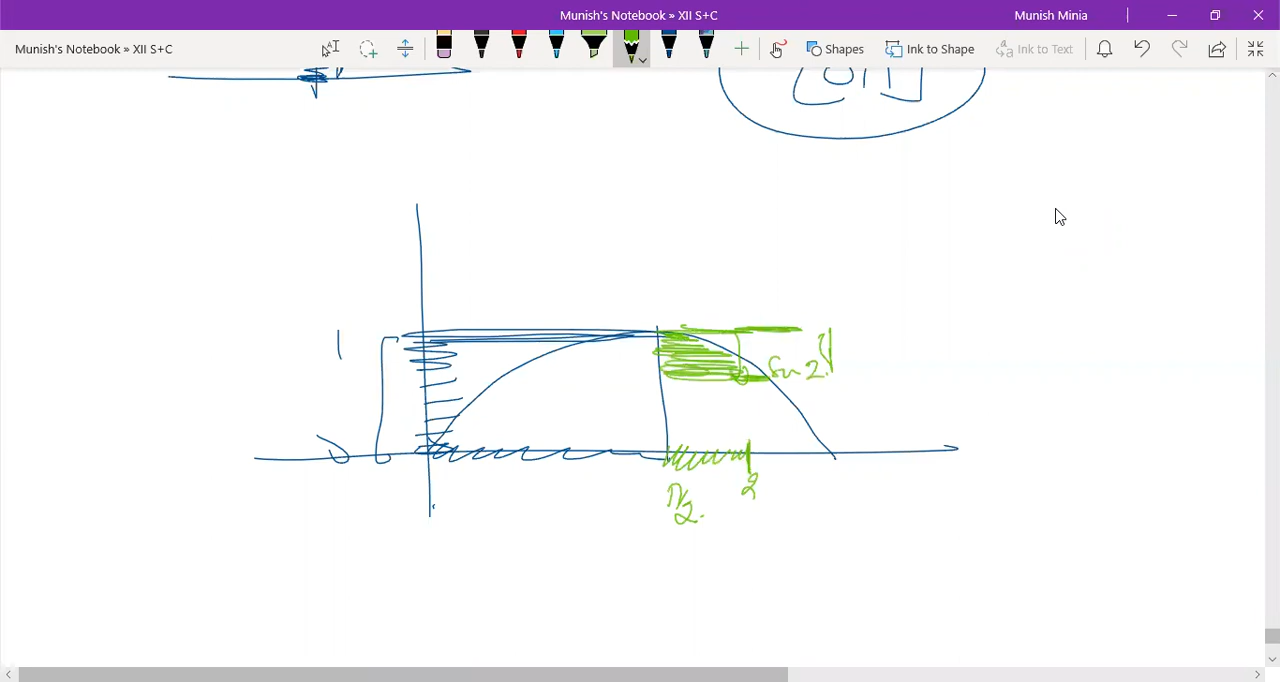 Munish's Notebook » XII S+C
Munish Minia
Munish's Notebook » XII S+C
Shapes
Ink to Shape
Ink to Text
1
Sin 2
π/2
2